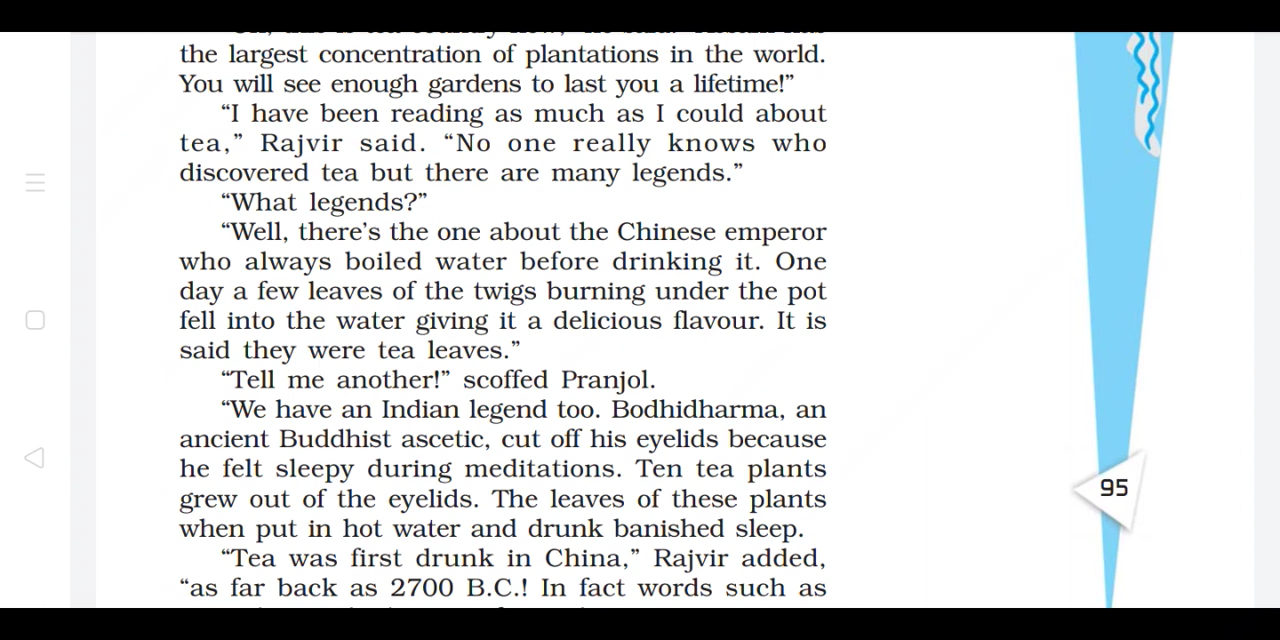 the largest concentration of plantations in the world.
You will see enough gardens to last you a lifetime!”
“I have been reading as much as I could about
tea,” Rajvir said. “No one really knows who
discovered tea but there are many legends.”
“What legends?”
“Well, there’s the one about the Chinese emperor
who always boiled water before drinking it. One
day a few leaves of the twigs burning under the pot
fell into the water giving it a delicious flavour. It is
said they were tea leaves.”
“Tell me another!” scoffed Pranjol.
“We have an Indian legend too. Bodhidharma, an
ancient Buddhist ascetic, cut off his eyelids because
he felt sleepy during meditations. Ten tea plants
grew out of the eyelids. The leaves of these plants
when put in hot water and drunk banished sleep.
95
“Tea was first drunk in China,” Rajvir added,
“as far back as 2700 B.C.! In fact words such as